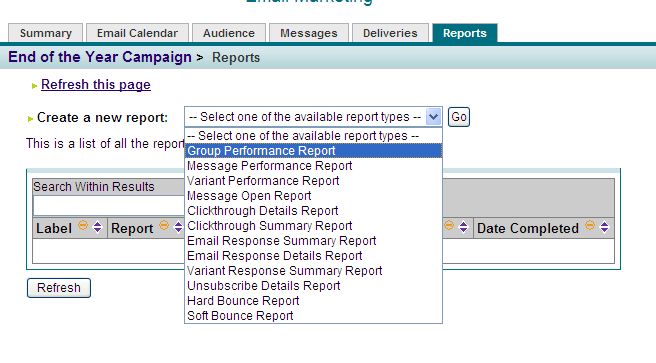 Email Marketing
Summary Email Calendar Audience Messages Deliveries Reports
End of the Year Campaign > Reports
Refresh this page
Create a new report: -- Select one of the available report types -- Go
-- Select one of the available report types --
This is a list of all the repor
Group Performance Report
Message Performance Report
Variant Performance Report
Message Open Report
Clickthrough Details Report
Clickthrough Summary Report
Email Response Summary Report
Email Response Details Report
Variant Response Summary Report
Unsubscribe Details Report
Hard Bounce Report
Soft Bounce Report
Search Within Results
Label Report Date Completed
Refresh